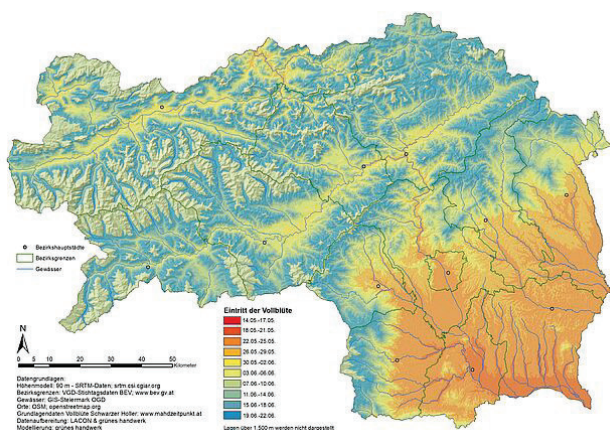 Bezirkshauptstädte
Bezirksgrenzen
Gewässer
N
0 5 10 20 30 40 50
Kilometer
Datengrundlagen:
Höhenmodell: 90 m - SRTM-Daten; srtm.csi.cgiar.org
Bezirksgrenzen: VGD-Stichtagsdaten BEV; www.bev.gv.at
Gewässer: GIS-Steiermark OGD
Orte: OSM; openstreetmap.org
Grundlagendaten Vollblüte Schwarzer Holler: www.mahdzeitpunkt.at
Datenaufbereitung: LACON & grünes handwerk
Modellierung: grünes handwerk
Eintritt der Vollblüte
14.05.-17.05.
18.05.-21.05.
22.05.-25.05.
26.05.-29.05.
30.05.-02.06.
03.06.-06.06.
07.06.-10.06.
11.06.-14.06.
15.06.-18.06.
19.06.-22.06.
Lagen über 1.500 m werden nicht dargestellt